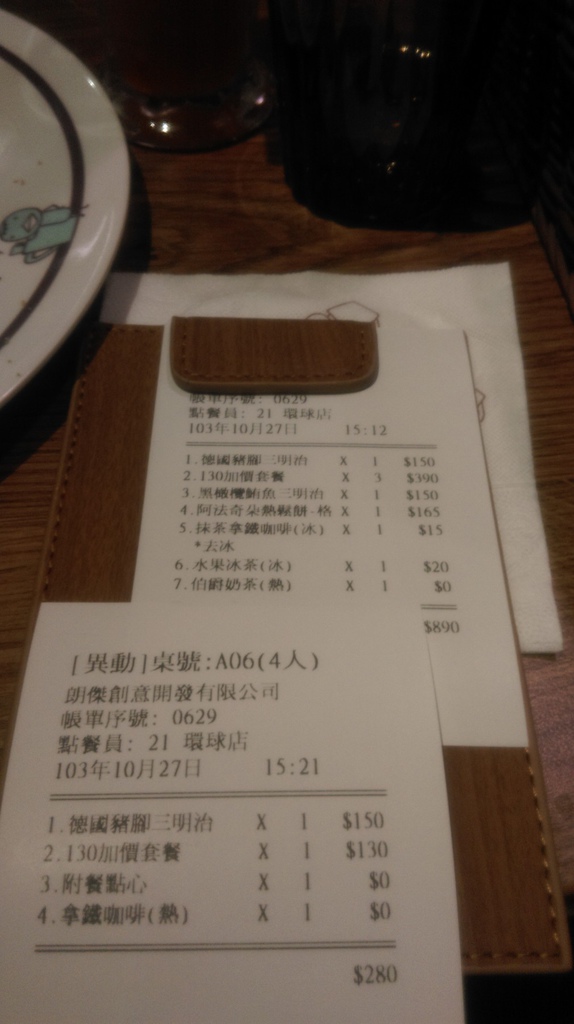 帳單序號: 0629
點餐員: 21 環球店
103年10月27日 15:12
1.德國豬腳三明治 X 1 $150
2.130加價套餐 X 3 $390
3.黑橄欖鮪魚三明治 X 1 $150
4.阿法奇朵熱鬆餅-格 X 1 $165
5.抹茶拿鐵咖啡(冰) X 1 $15
*去冰
6.水果冰茶(冰) X 1 $20
7.伯爵奶茶(熱) X 1 $0
$890
[異動]桌號:A06(4人)
朗傑創意開發有限公司
帳單序號: 0629
點餐員: 21 環球店
103年10月27日 15:21
1.德國豬腳三明治 X 1 $150
2.130加價套餐 X 1 $130
3.附餐點心 X 1 $0
4.拿鐵咖啡(熱) X 1 $0
$280